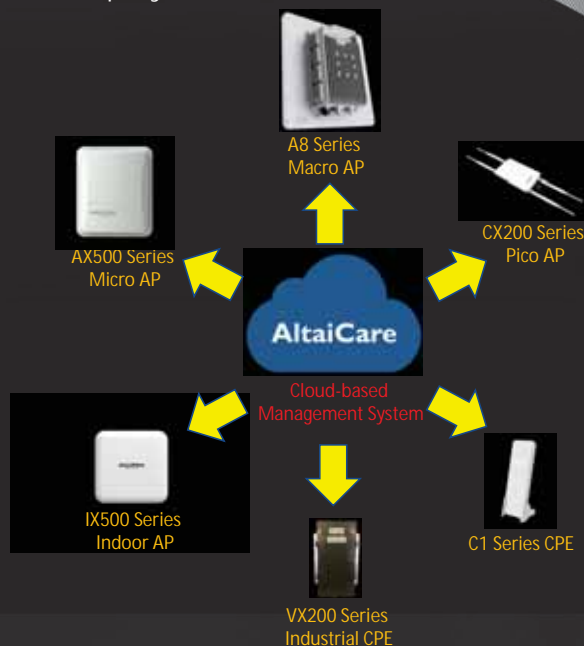 A8 Series
Macro AP
AX500 Series
Micro AP
CX200 Series
Pico AP
AltaiCare
Cloud-based
Management System
IX500 Series
Indoor AP
C1 Series CPE
VX200 Series
Industrial CPE